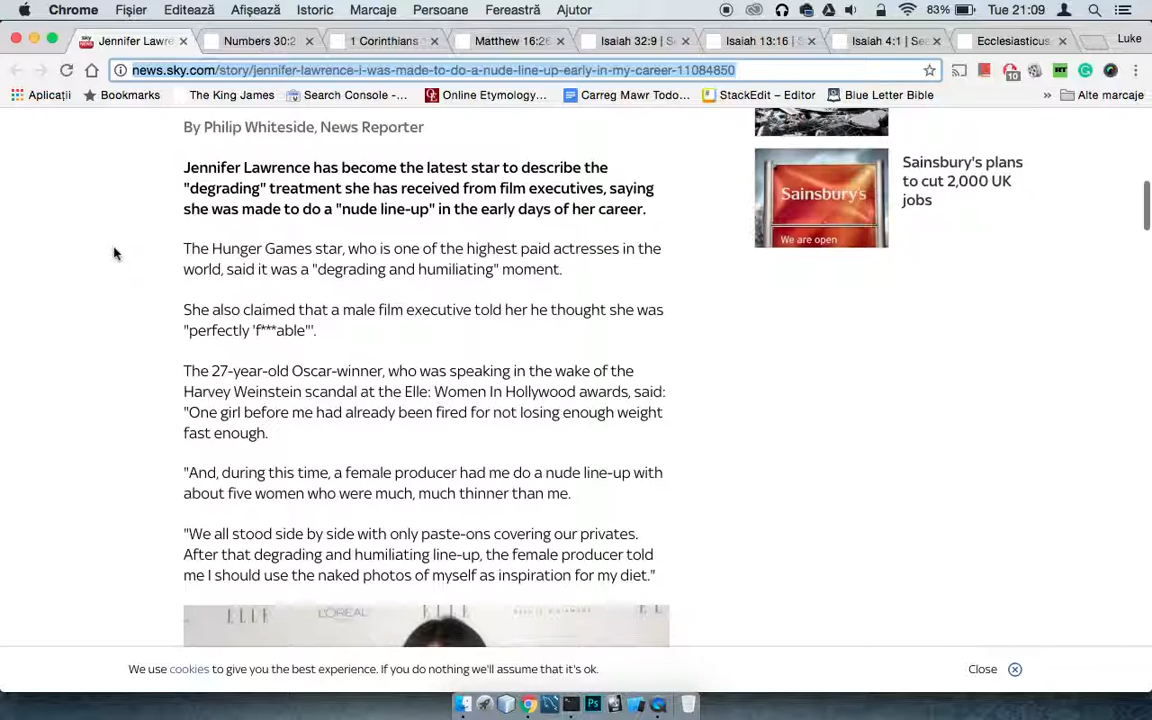 Chrome Fișier Editează Afișează Istoric Marcaje Persoane Fereastră Ajutor 83% Tue 21:09
Jennifer Lawre × Numbers 30:2 × 1 Corinthians × Matthew 16:26 × Isaiah 32:9 | S × Isaiah 13:16 | S × Isaiah 4:1 | Sea × Ecclesiasticus × Luke
news.sky.com/story/jennifer-lawrence-i-was-made-to-do-a-nude-line-up-early-in-my-career-11084850 10
Aplicații Bookmarks The King James Search Console -... Online Etymology... Carreg Mawr Todo... StackEdit – Editor Blue Letter Bible » Alte marcaje
By Philip Whiteside, News Reporter
Jennifer Lawrence has become the latest star to describe the
"degrading" treatment she has received from film executives, saying
she was made to do a "nude line-up" in the early days of her career.
The Hunger Games star, who is one of the highest paid actresses in the
world, said it was a "degrading and humiliating" moment.
She also claimed that a male film executive told her he thought she was
"perfectly 'f***able"'.
The 27-year-old Oscar-winner, who was speaking in the wake of the
Harvey Weinstein scandal at the Elle: Women In Hollywood awards, said:
"One girl before me had already been fired for not losing enough weight
fast enough.
"And, during this time, a female producer had me do a nude line-up with
about five women who were much, much thinner than me.
"We all stood side by side with only paste-ons covering our privates.
After that degrading and humiliating line-up, the female producer told
me I should use the naked photos of myself as inspiration for my diet."
Sainsbury's
We are open
Sainsbury's plans
to cut 2,000 UK
jobs
ELLE L'OREAL ELLE
We use cookies to give you the best experience. If you do nothing we'll assume that it's ok. Close
Ps